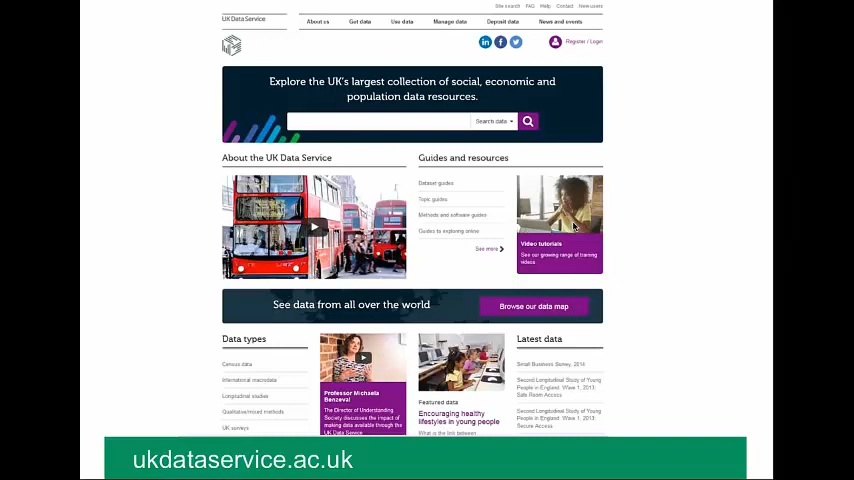 Site search FAQ Help Contact New users
UK Data Service
About us Get data Use data Manage data Deposit data News and events
Register / Login
Explore the UK's largest collection of social, economic and
population data resources.
Search data
About the UK Data Service
Guides and resources
Dataset guides
Topic guides
Methods and software guides
Guides to exploring online
See more
Video tutorials
See our growing range of training
videos
See data from all over the world
Browse our data map
Data types
Census data
International macrodata
Longitudinal studies
Qualitative/mixed methods
UK surveys
Professor Michaela
Benzeval
The Director of Understanding
Society discusses the impact of
making data available through the
UK Data Service
Featured data
Encouraging healthy
lifestyles in young people
What is the link between
Latest data
Small Business Survey, 2014
Second Longitudinal Study of Young
People in England: Wave 1, 2013:
Safe Room Access
Second Longitudinal Study of Young
People in England: Wave 1, 2013:
Secure Access
ukdataservice.ac.uk